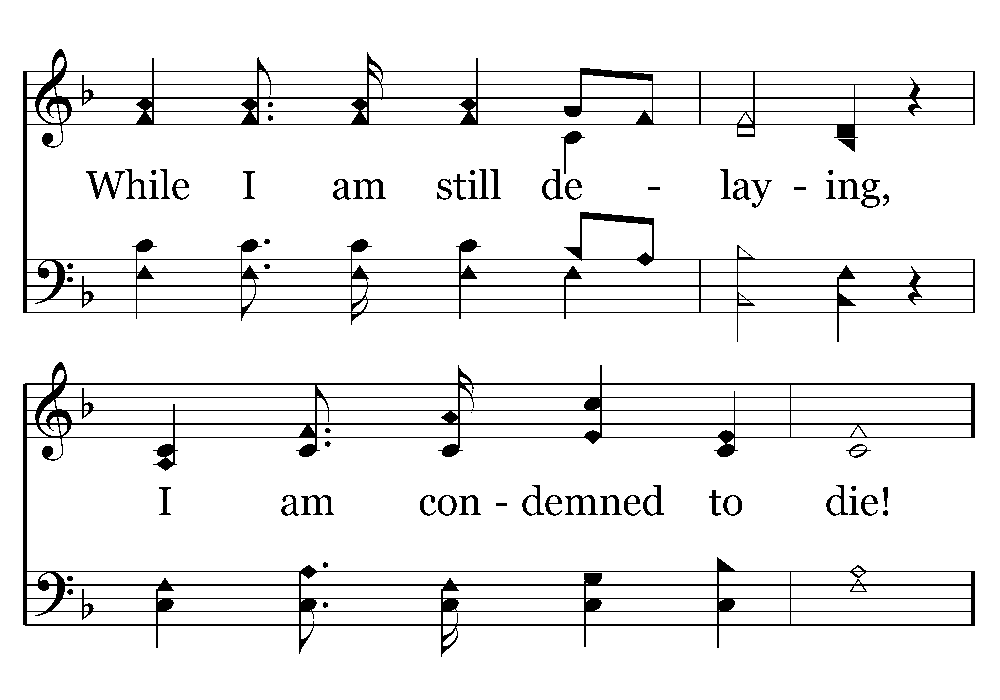 While I am still de - lay - ing,
I am con - demned to die!